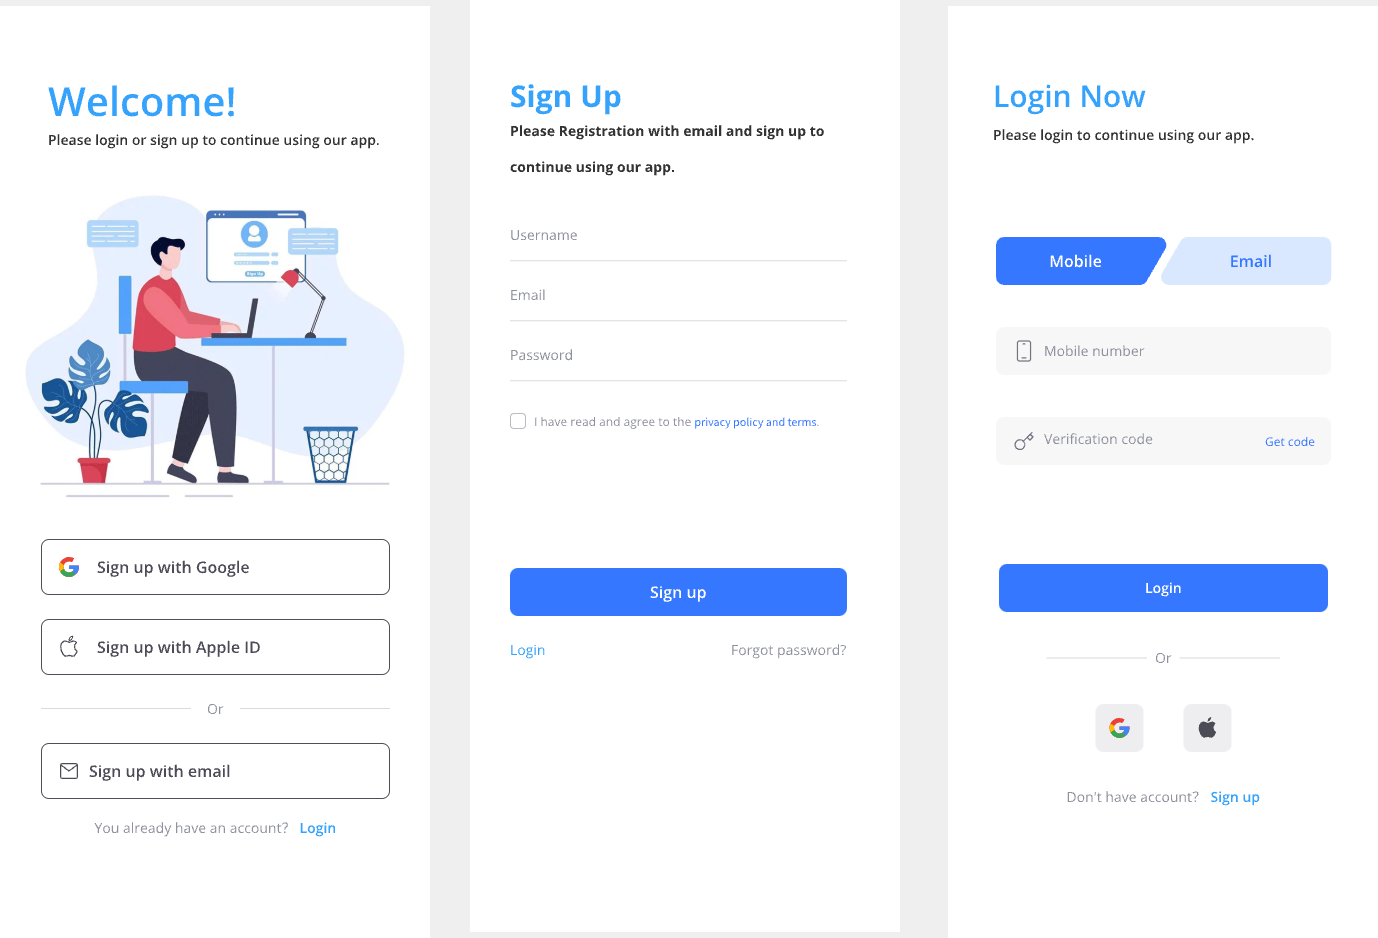 Welcome!
Please login or sign up to continue using our app.
Sign Up
Sign up with Google
Sign up with Apple ID
Or
Sign up with email
You already have an account? Login
Sign Up
Please Registration with email and sign up to
continue using our app.
Username
Email
Password
I have read and agree to the privacy policy and terms.
Sign up
Login Forgot password?
Login Now
Please login to continue using our app.
Mobile Email
Mobile number
Verification code Get code
Login
Or
Don't have account? Sign up